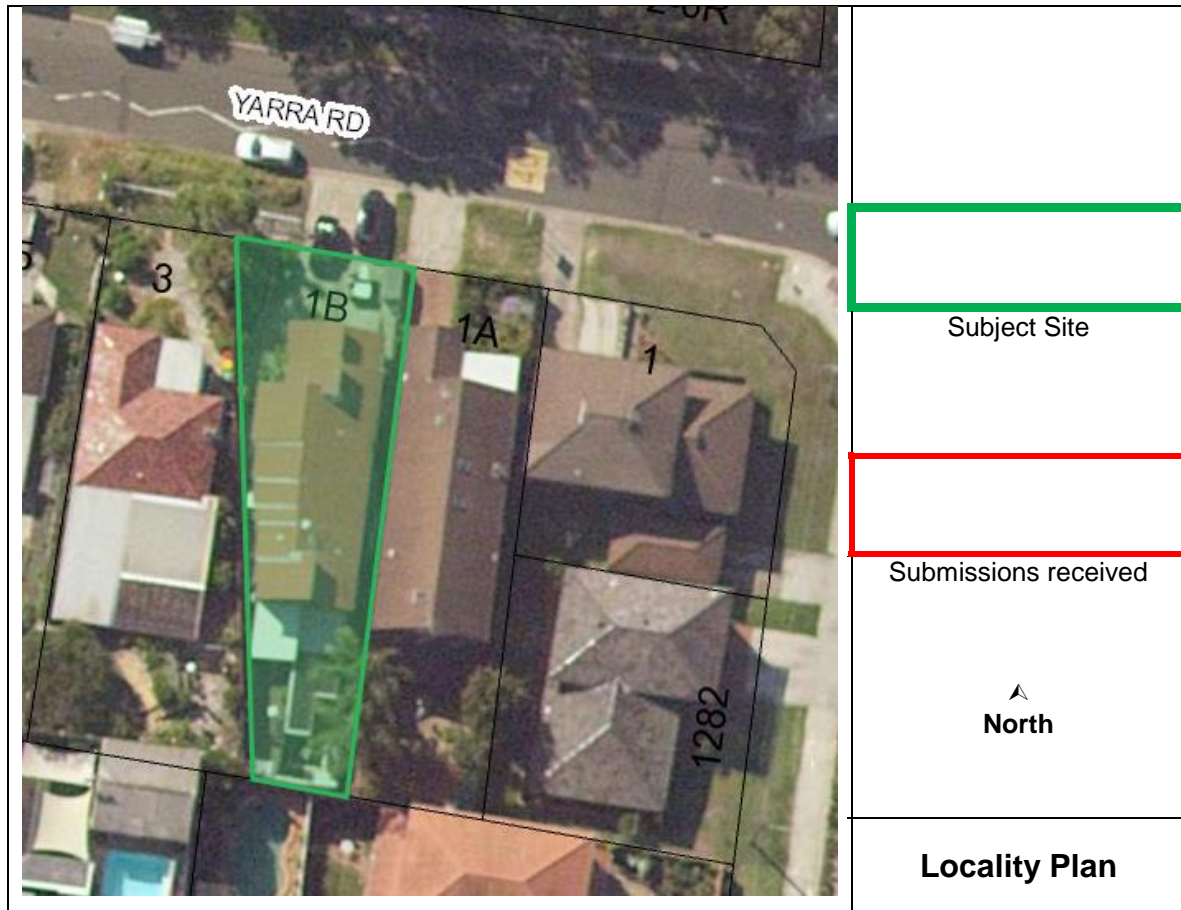 YARRA RD
3
1B
1A
1
1282
Subject Site
Submissions received
North
Locality Plan